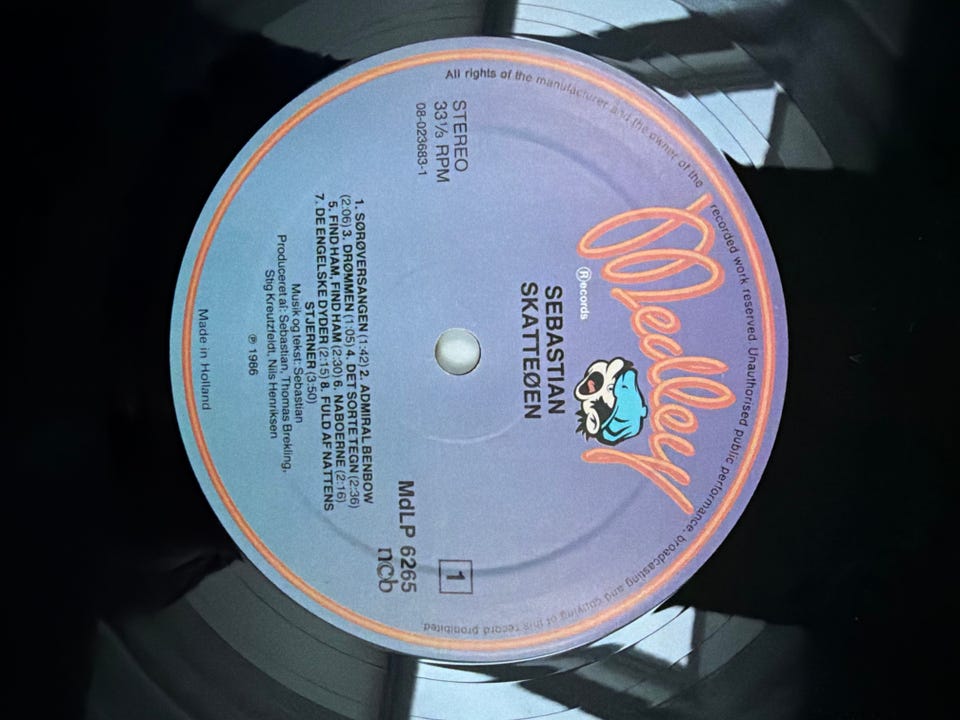 All rights of the manufacturer and the owner of the recorded work reserved. Unauthorised public performance, broadcasting and copying of this record prohibited.
Medley
Records
SEBASTIAN
SKATTEØEN
STEREO
33 1/3 RPM
08-023683-1
1
MdLP 6265
ncb
1. SØRØVERSANGEN (1:42) 2. ADMIRAL BENBOW
(2:06) 3. DRØMMEN (1:05) 4. DET SORTE TEGN (2:36)
5. FIND HAM, FIND HAM (2:30) 6. NABOERNE (2:16)
7. DE ENGELSKE DYDER (2:15) 8. FULD AF NATTENS
STJERNER (3:50)
Musik og tekst: Sebastian
Produceret af: Sebastian, Thomas Brekling,
Stig Kreutzfeldt, Nils Henriksen
℗ 1986
Made in Holland